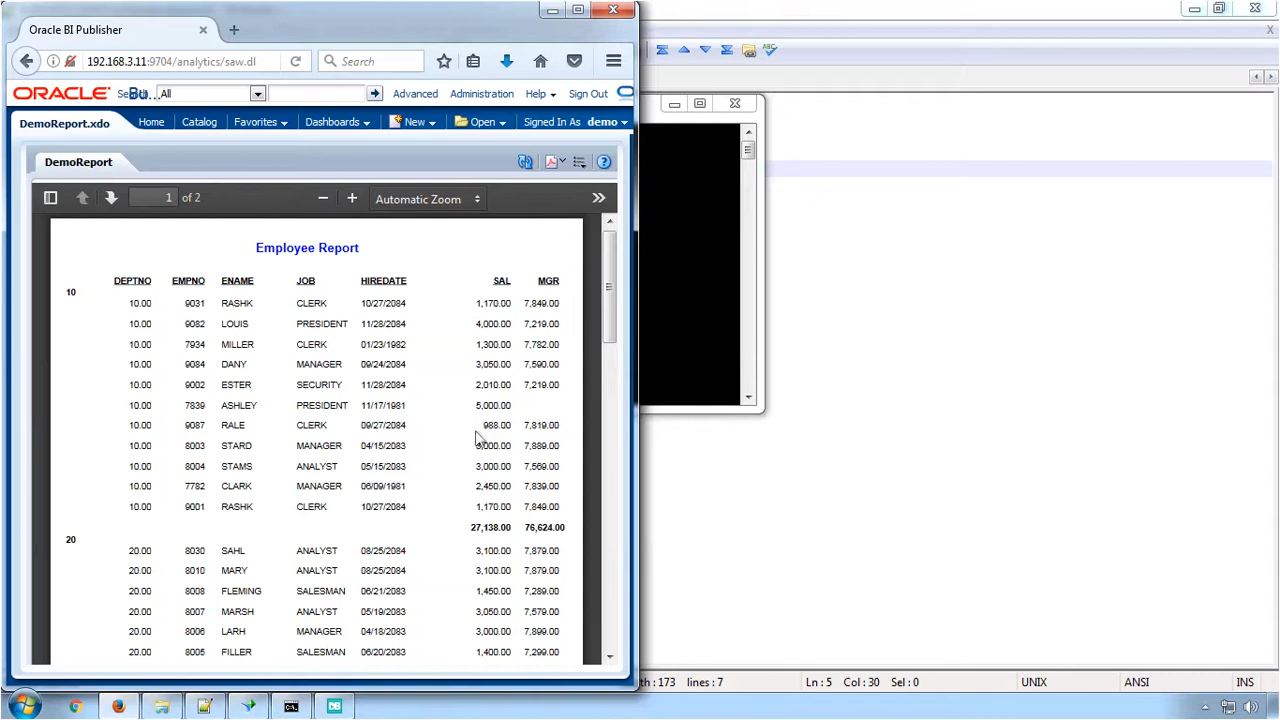 Oracle BI Publisher
192.168.3.11:9704/analytics/saw.dl
Search
ORACLE Bu... All Advanced Administration Help Sign Out
DemoReport.xdo Home Catalog Favorites Dashboards New Open Signed In As demo
DemoReport
1 of 2 Automatic Zoom
Employee Report
DEPTNO EMPNO ENAME JOB HIREDATE SAL MGR
10
10.00 9031 RASHK CLERK 10/27/2084 1,170.00 7,849.00
10.00 9082 LOUIS PRESIDENT 11/28/2084 4,000.00 7,219.00
10.00 7934 MILLER CLERK 01/23/1982 1,300.00 7,782.00
10.00 9084 DANY MANAGER 09/24/2084 3,050.00 7,590.00
10.00 9002 ESTER SECURITY 11/28/2084 2,010.00 7,219.00
10.00 7839 ASHLEY PRESIDENT 11/17/1981 5,000.00
10.00 9087 RALE CLERK 09/27/2084 988.00 7,819.00
10.00 8003 STARD MANAGER 04/15/2083 7,889.00
10.00 8004 STAMS ANALYST 05/15/2083 3,000.00 7,569.00
10.00 7782 CLARK MANAGER 06/09/1981 2,450.00 7,839.00
10.00 9001 RASHK CLERK 10/27/2084 1,170.00 7,849.00
27,138.00 76,624.00
20
20.00 8030 SAHL ANALYST 08/25/2084 3,100.00 7,879.00
20.00 8010 MARY ANALYST 08/25/2084 3,100.00 7,879.00
20.00 8008 FLEMING SALESMAN 06/21/2083 1,450.00 7,289.00
20.00 8007 MARSH ANALYST 05/19/2083 3,050.00 7,579.00
20.00 8006 LARH MANAGER 04/18/2083 3,000.00 7,899.00
20.00 8005 FILLER SALESMAN 06/20/2083 1,400.00 7,299.00
th : 173 lines : 7 Ln : 5 Col : 30 Sel : 0 UNIX ANSI INS